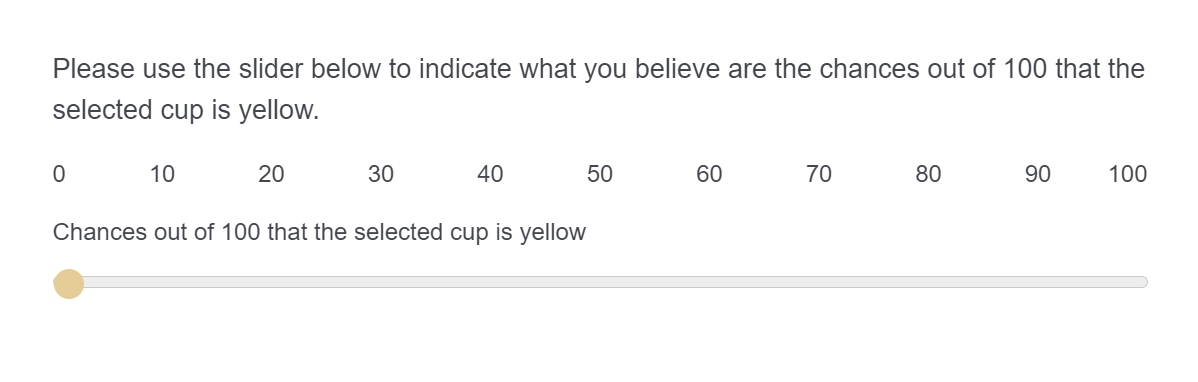 Please use the slider below to indicate what you believe are the chances out of 100 that the
selected cup is yellow.
0 10 20 30 40 50 60 70 80 90 100
Chances out of 100 that the selected cup is yellow